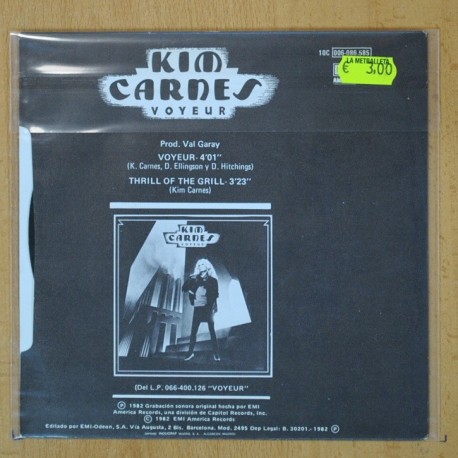 KIM
CARNES
VOYEUR
10C 006-086.585
LA METRALLETA
€ 3,00
Prod. Val Garay
VOYEUR- 4'01"
(K. Carnes, D. Ellingson y D. Hitchings)
THRILL OF THE GRILL- 3'23"
(Kim Carnes)
KIM
CARNES
VOYEUR
(Del L.P. 066-400.126 "VOYEUR")
Ⓟ 1982 Grabación sonora original hecha por EMI
America Records, una división de Capitol Records, Inc.
Ⓒ 1982 EMI America Records
Editado por EMI-Odeon, S.A. Vía Augusta, 2 Bis. Barcelona. Mod. 2495 Dep Legal: B. 30201.- 1982 Ⓟ